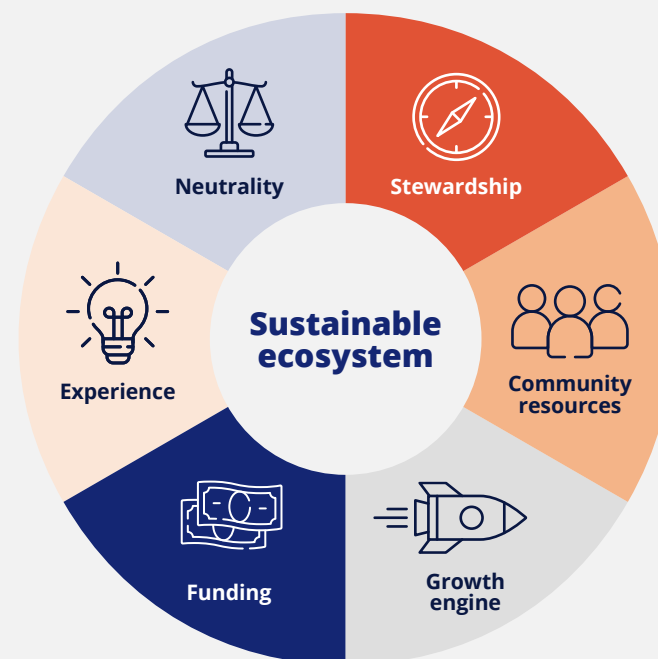 Neutrality
Stewardship
Experience
Sustainable
ecosystem
Community
resources
Funding
Growth
engine